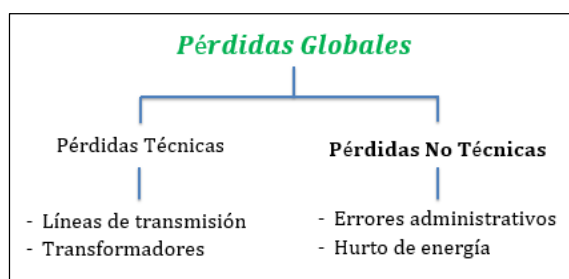 Pérdidas Globales
Pérdidas Técnicas
Pérdidas No Técnicas
- Líneas de transmisión
- Transformadores
- Errores administrativos
- Hurto de energía